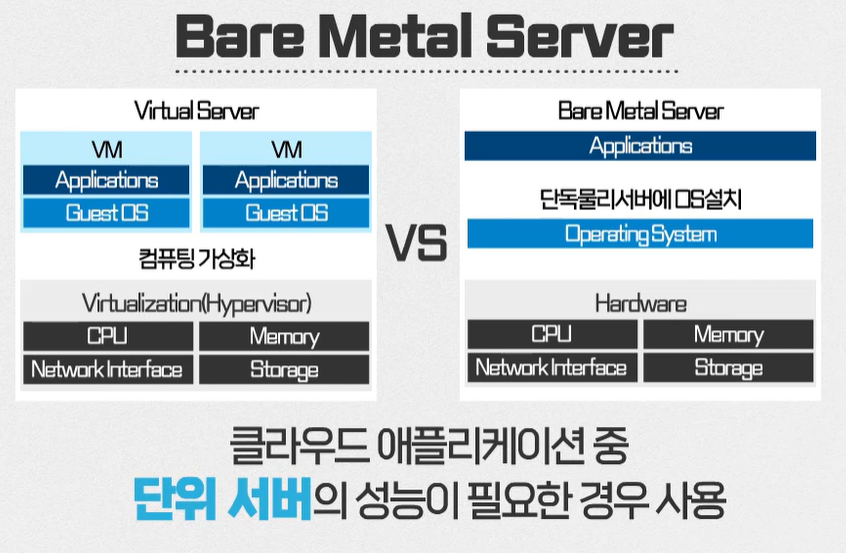 Bare Metal Server
Virtual Server
VM
VM
Applications
Applications
Guest OS
Guest OS
컴퓨팅 가상화
Virtualization(Hypervisor)
CPU
Memory
Network Interface
Storage
VS
Bare Metal Server
Applications
단독물리서버에 OS설치
Operating System
Hardware
CPU
Memory
Network Interface
Storage
클라우드 애플리케이션 중
단위 서버의 성능이 필요한 경우 사용